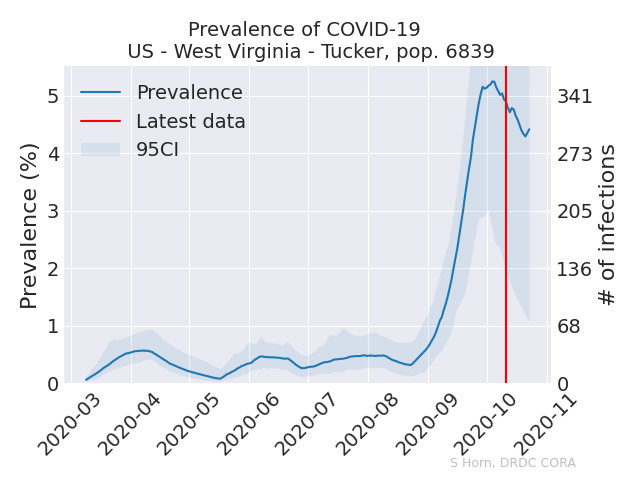 Prevalence of COVID-19
US - West Virginia - Tucker, pop. 6839
Prevalence
Latest data
95CI
Prevalence (%)
5
4
3
2
1
0
341
273
205
136
68
0
# of infections
2020-03
2020-04
2020-05
2020-06
2020-07
2020-08
2020-09
2020-10
2020-11
S Horn, DRDC CORA